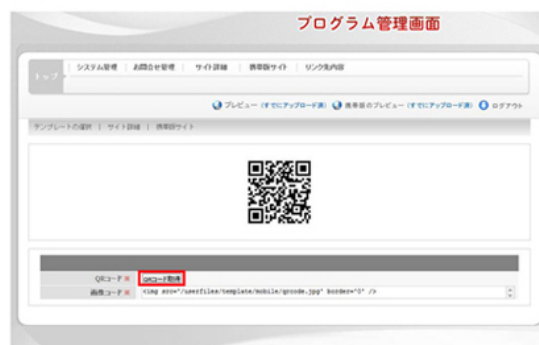 プログラム管理画面
トップ
システム管理 | お問合せ管理 | サイト詳細 | 携帯版サイト | リンク先内容
プレビュー (すでにアップロード済) 携帯版のプレビュー (すでにアップロード済) ログアウト
テンプレートの選択 | サイト詳細 | 携帯版サイト
QRコード ※ QRコード取得
画像コード ※ <img src="/userfiles/template/mobile/qrcode.jpg" border="0" />